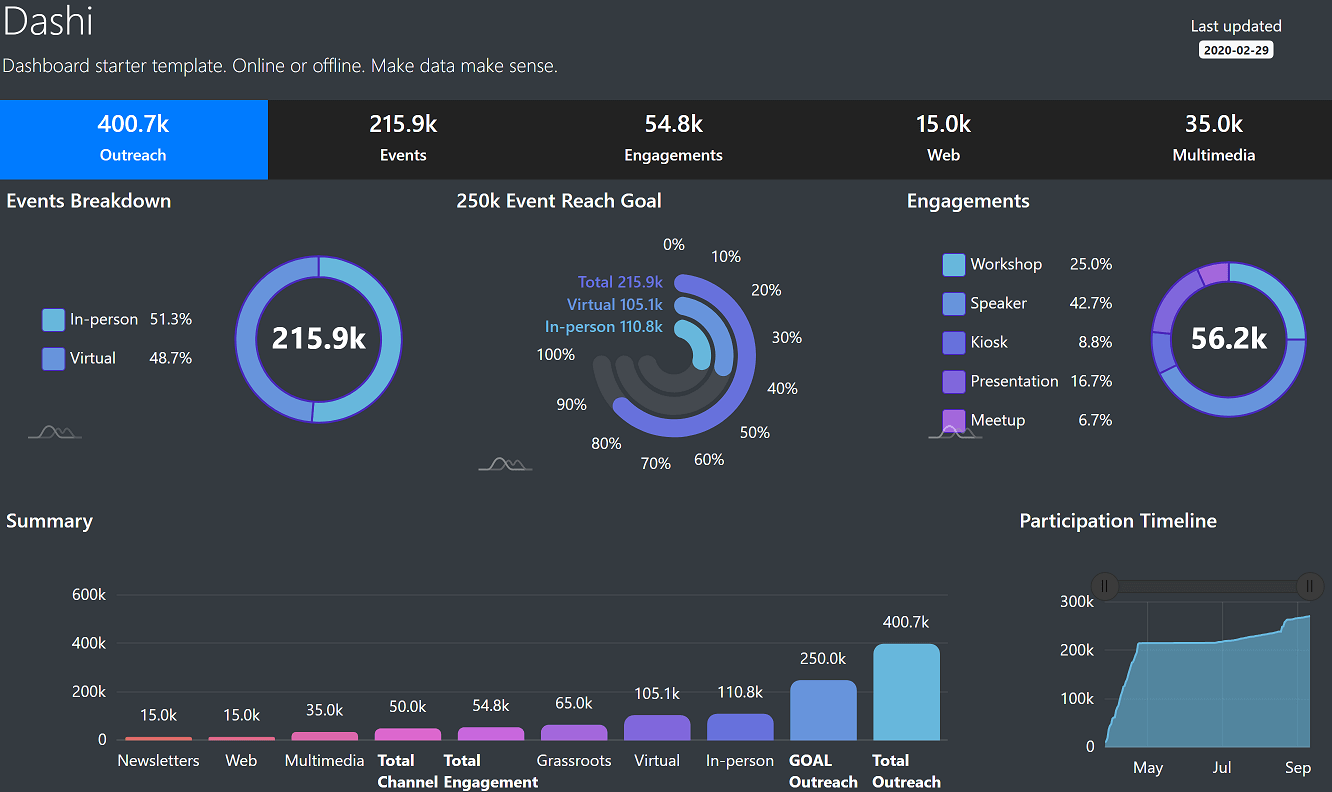 Dashi
Last updated
2020-02-29
Dashboard starter template. Online or offline. Make data make sense.
400.7k
Outreach
215.9k
Events
54.8k
Engagements
15.0k
Web
35.0k
Multimedia
Events Breakdown
In-person 51.3%
Virtual 48.7%
215.9k
250k Event Reach Goal
0%
10%
20%
30%
40%
50%
60%
70%
80%
90%
100%
Total 215.9k
Virtual 105.1k
In-person 110.8k
Engagements
Workshop 25.0%
Speaker 42.7%
Kiosk 8.8%
Presentation 16.7%
Meetup 6.7%
56.2k
Summary
600k
400k
200k
0
15.0k
15.0k
35.0k
50.0k
54.8k
65.0k
105.1k
110.8k
250.0k
400.7k
Newsletters
Web
Multimedia
Total
Channel
Total
Engagement
Grassroots
Virtual
In-person
GOAL
Outreach
Total
Outreach
Participation Timeline
300k
200k
100k
0
May
Jul
Sep